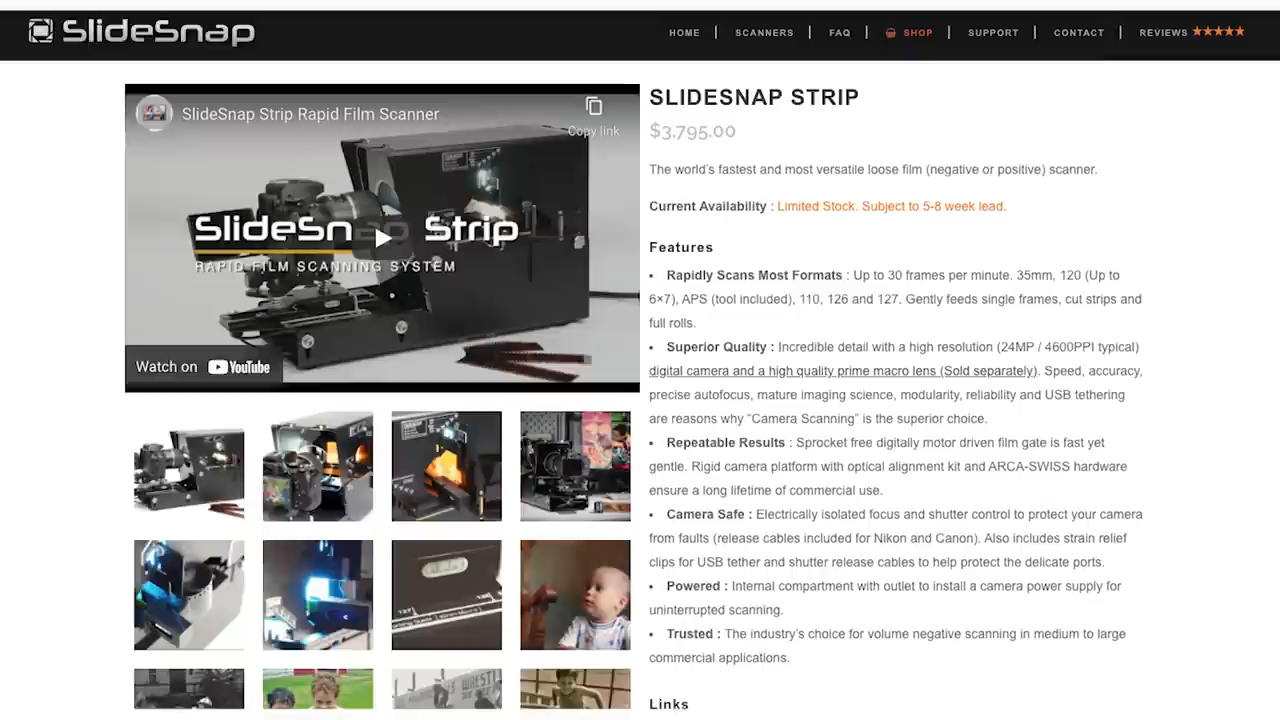 SlideSnap
HOME | SCANNERS | FAQ | SHOP | SUPPORT | CONTACT | REVIEWS ★★★★★
SlideSnap Strip Rapid Film Scanner
Copy link
SlideSnap Strip
RAPID FILM SCANNING SYSTEM
Watch on YouTube
SLIDESNAP STRIP
$3,795.00
The world's fastest and most versatile loose film (negative or positive) scanner.
Current Availability : Limited Stock. Subject to 5-8 week lead.
Features
• Rapidly Scans Most Formats : Up to 30 frames per minute. 35mm, 120 (Up to
6×7), APS (tool included), 110, 126 and 127. Gently feeds single frames, cut strips and
full rolls.
• Superior Quality : Incredible detail with a high resolution (24MP / 4600PPI typical)
digital camera and a high quality prime macro lens (Sold separately). Speed, accuracy,
precise autofocus, mature imaging science, modularity, reliability and USB tethering
are reasons why “Camera Scanning” is the superior choice.
• Repeatable Results : Sprocket free digitally motor driven film gate is fast yet
gentle. Rigid camera platform with optical alignment kit and ARCA-SWISS hardware
ensure a long lifetime of commercial use.
• Camera Safe : Electrically isolated focus and shutter control to protect your camera
from faults (release cables included for Nikon and Canon). Also includes strain relief
clips for USB tether and shutter release cables to help protect the delicate ports.
• Powered : Internal compartment with outlet to install a camera power supply for
uninterrupted scanning.
• Trusted : The industry's choice for volume negative scanning in medium to large
commercial applications.
Links